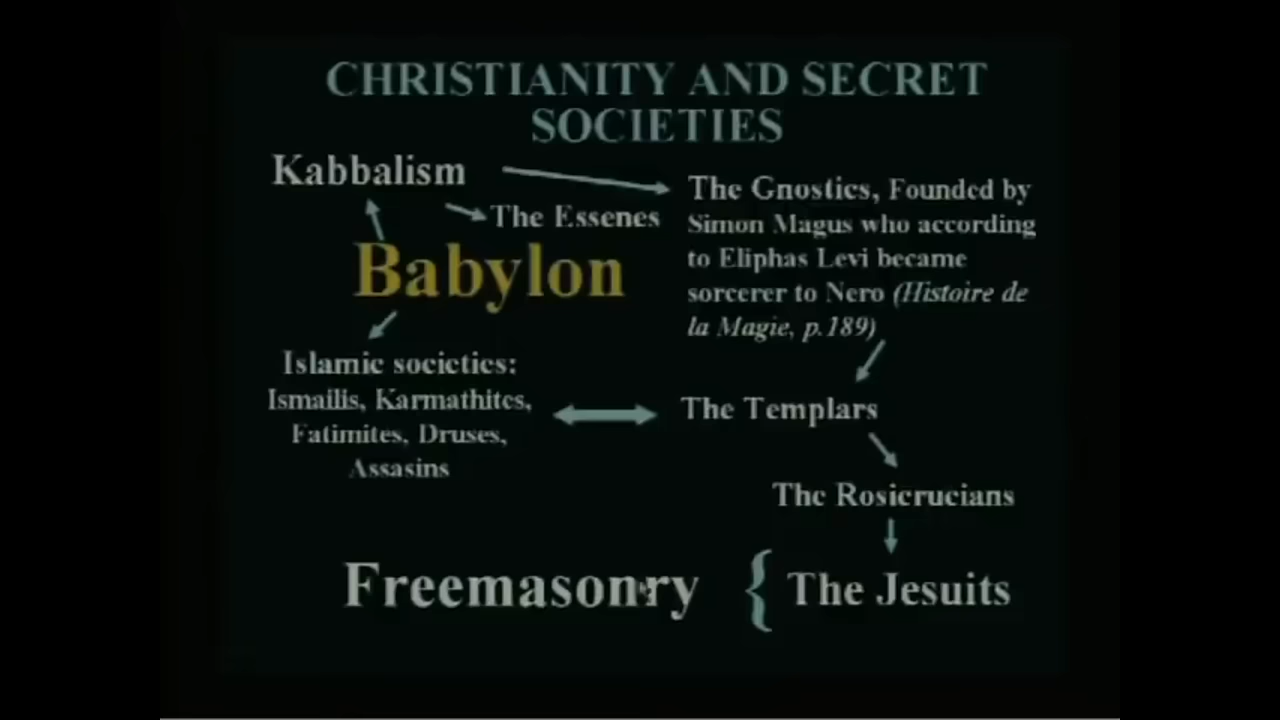 CHRISTIANITY AND SECRET
SOCIETIES
Kabbalism
The Essenes
Babylon
The Gnostics, Founded by
Simon Magus who according
to Eliphas Levi became
sorcerer to Nero (Histoire de
la Magie, p.189)
Islamic societies:
Ismailis, Karmathites,
Fatimites, Druses,
Assasins
The Templars
The Rosicrucians
Freemasonry
{ The Jesuits